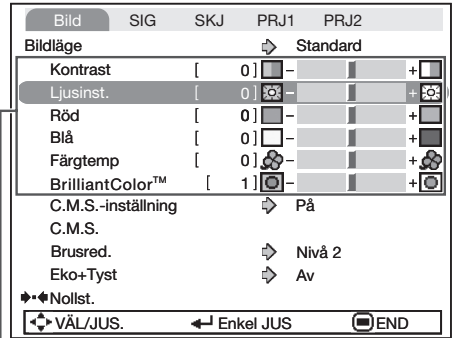 Bild SIG SKJ PRJ1 PRJ2
Bildläge Standard
Kontrast [ 0] - +
Ljusinst. [ 0] - +
Röd [ 0] - +
Blå [ 0] - +
Färgtemp [ 0] - +
BrilliantColor™ [ 1] - +
C.M.S.-inställning På
C.M.S.
Brusred. Nivå 2
Eko+Tyst Av
Nollst.
VÄL/JUS. Enkel JUS END